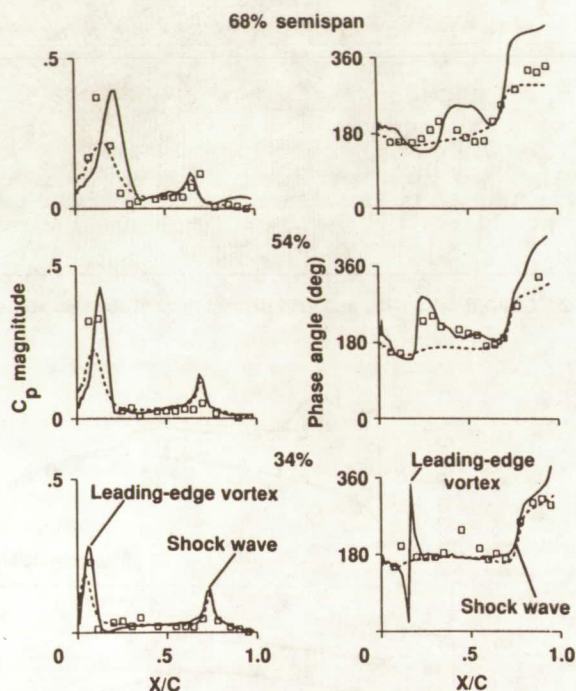 68% semispan
.5
0
360
180
0
54%
C_p magnitude
.5
0
Phase angle (deg)
360
180
0
34%
.5
Leading-edge vortex
Shock wave
0 .5 1.0
X/C
360
180
Leading-edge vortex
Shock wave
0 .5 1.0
X/C